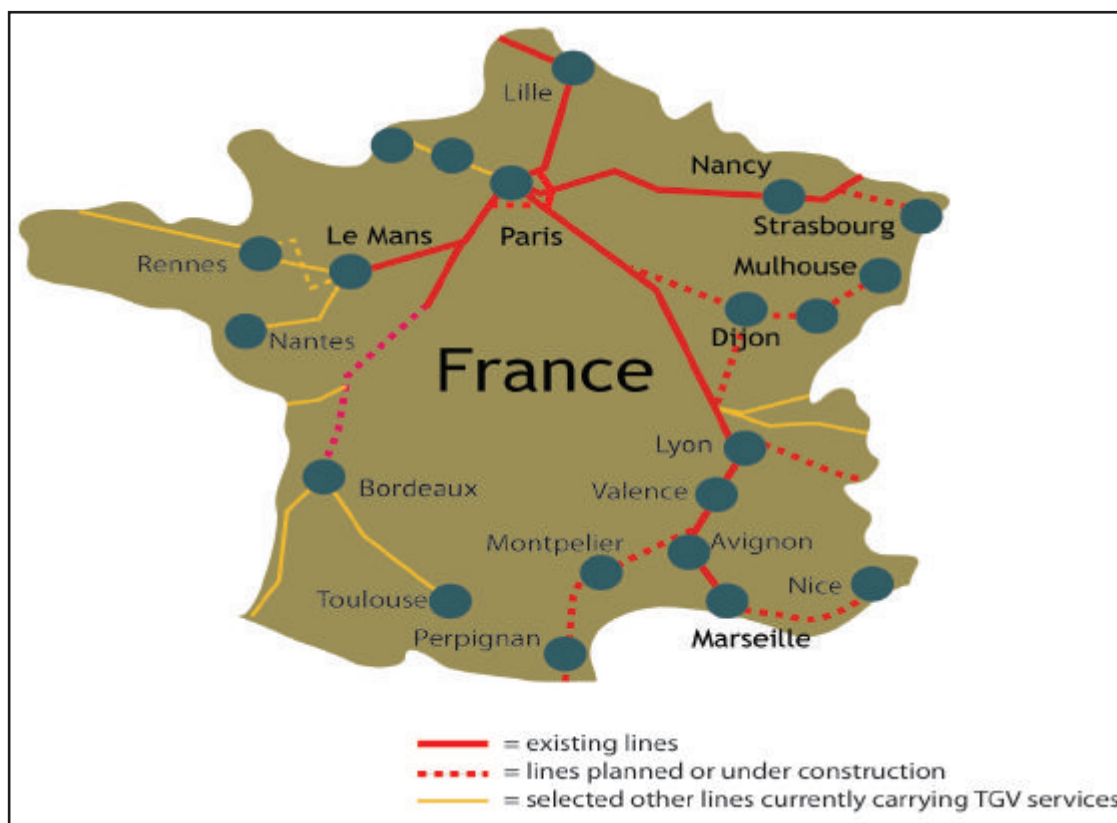 Lille
Nancy
Strasbourg
Paris
Le Mans
Rennes
Mulhouse
Nantes
Dijon
France
Lyon
Bordeaux
Valence
Montpelier
Avignon
Toulouse
Nice
Perpignan
Marseille
= existing lines
= lines planned or under construction
= selected other lines currently carrying TGV services